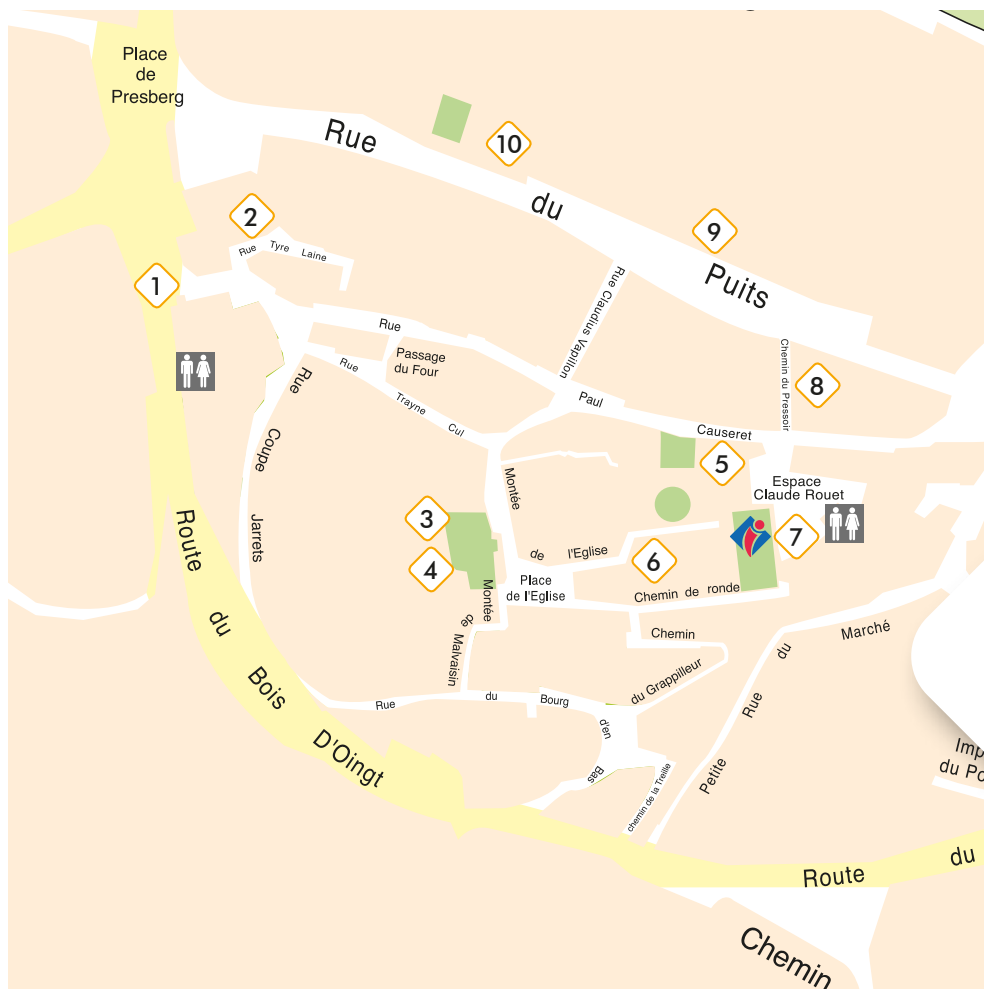 Place
de
Presberg
Rue
du
Puits
10
9
2
Rue Tyre Laine
1
Rue Claudius Vapillon
Rue
Paul
Causeret
Passage
du Four
Rue
Trayne
Cul
Chemin du Pressoir
8
Rue
Coupe
Jarrets
5
Espace
Claude Rouet
Montée
de l'Eglise
3
4
6
7
Place
de l'Eglise
Chemin de ronde
Montée
de
Malvaisin
Chemin
du Grappilleur
Petite
Rue
du
Marché
Route
du
Bois
D'Oingt
Rue
du
Bourg
d'en
Bas
chemin de la Treille
du
Route
du
Chemin